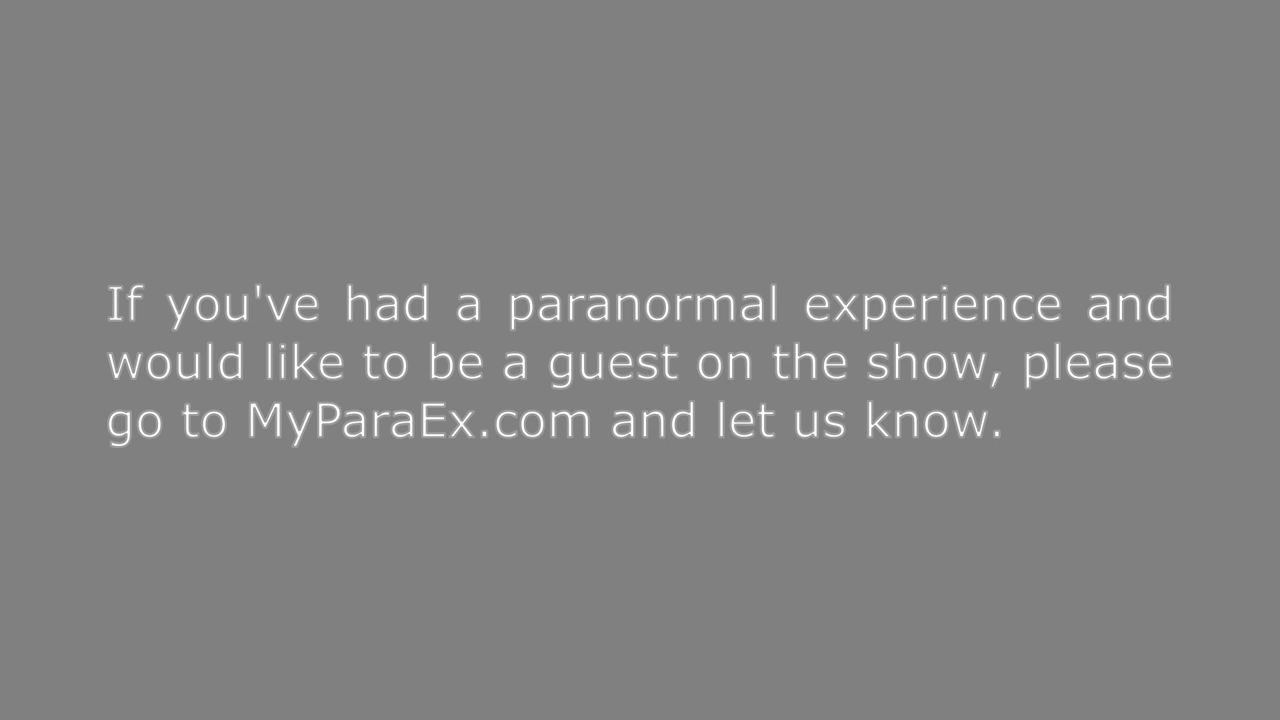 If you've had a paranormal experience and
would like to be a guest on the show, please
go to MyParaEx.com and let us know.